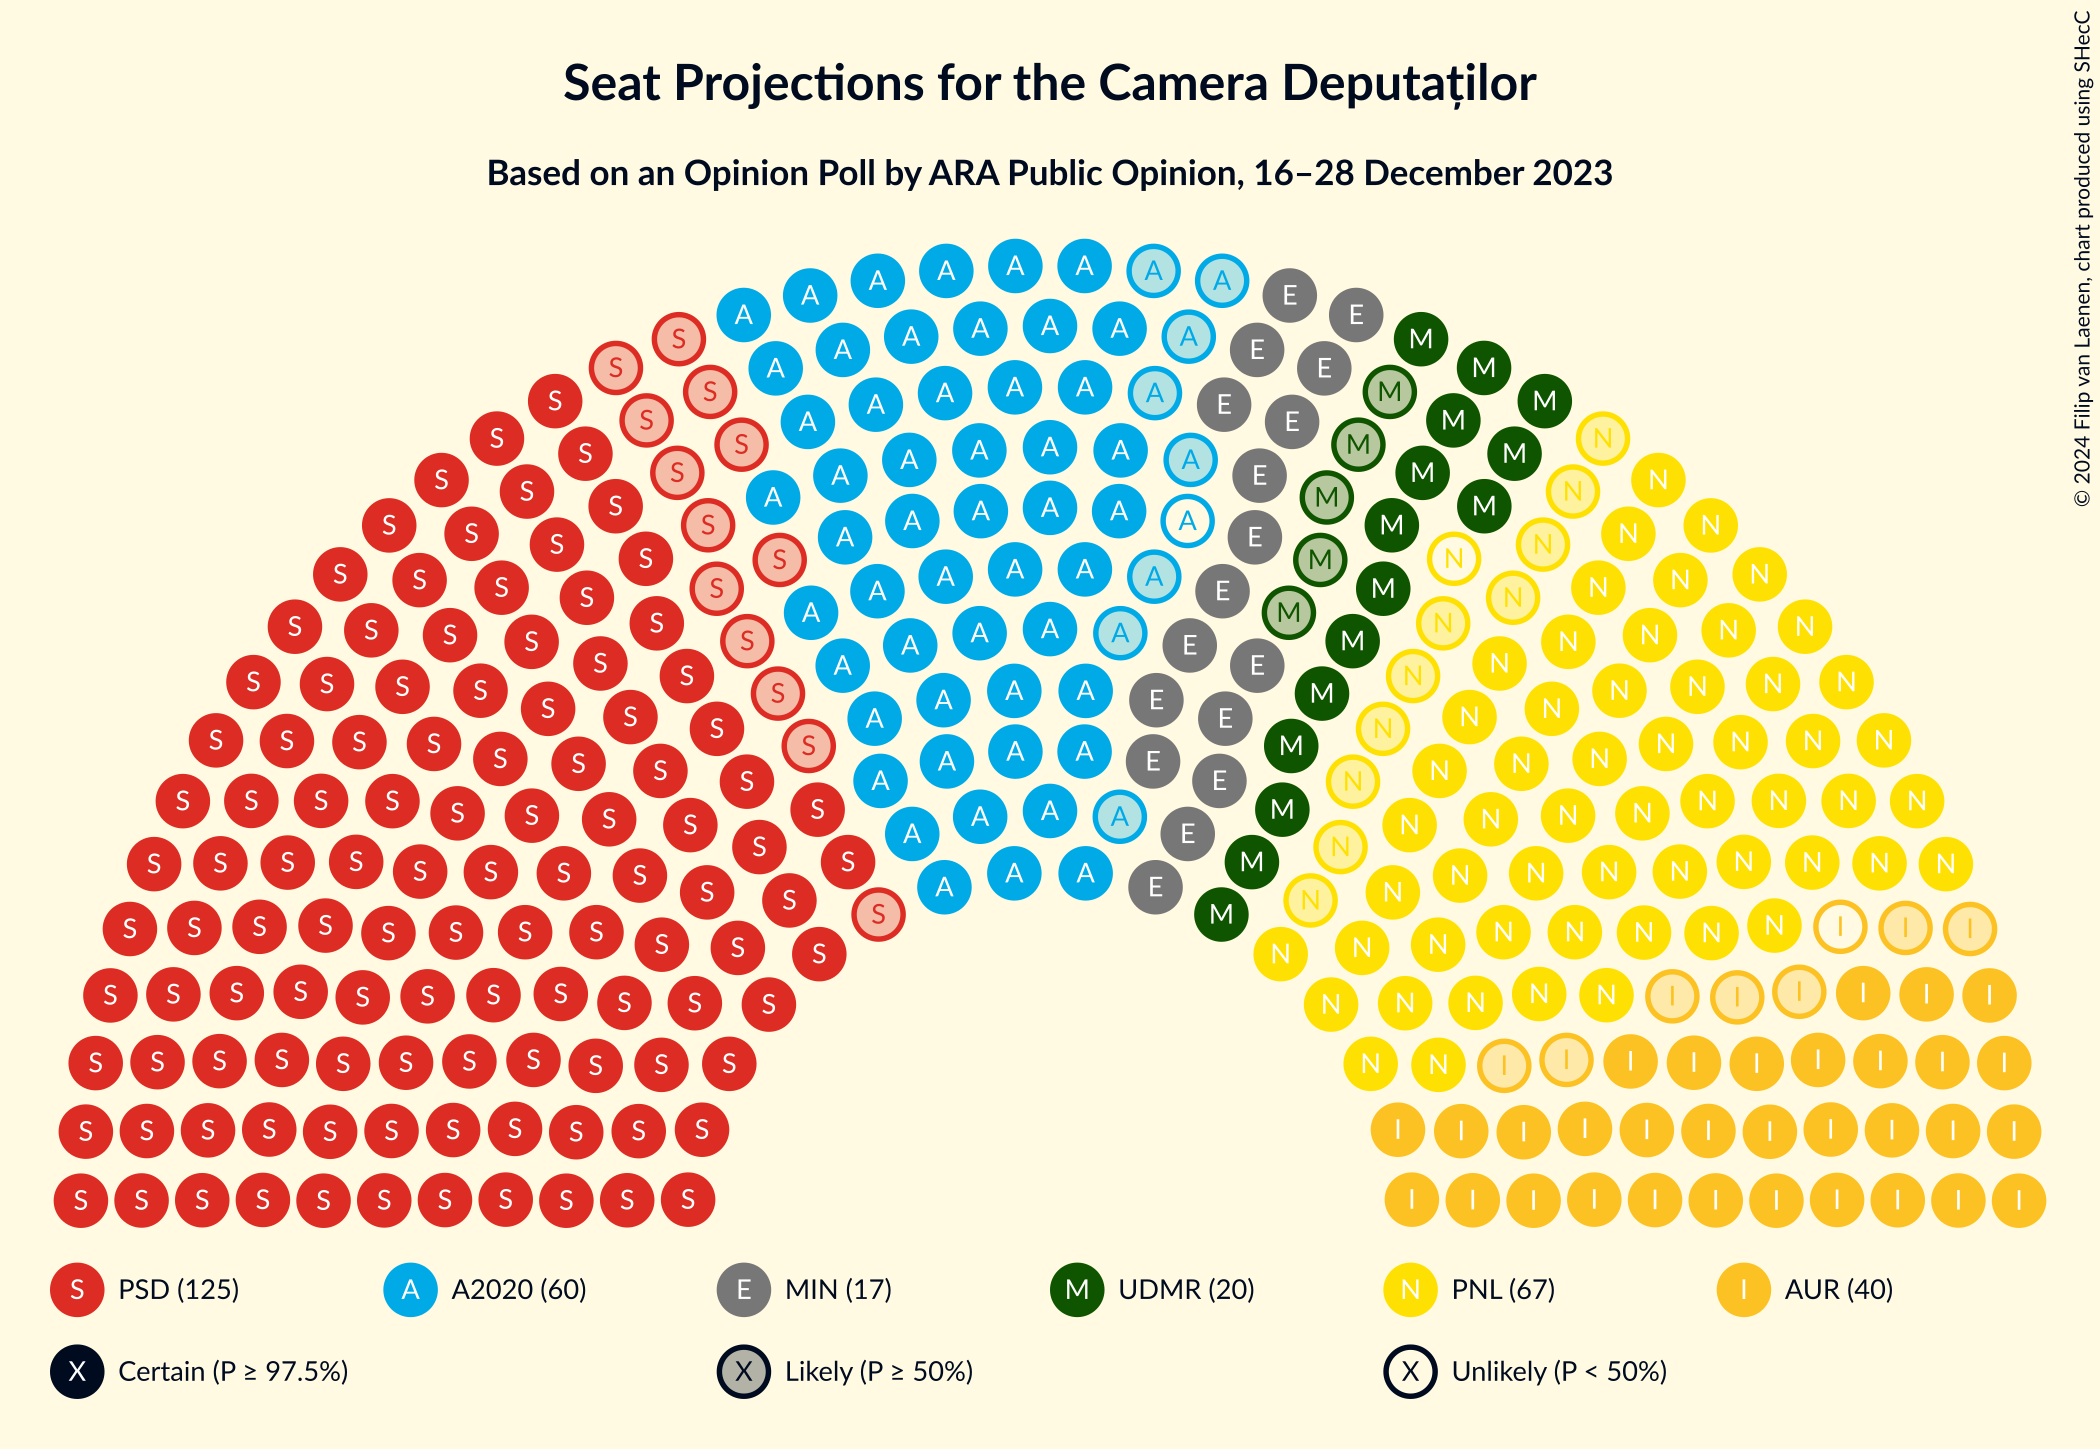 Seat Projections for the Camera Deputaților
Based on an Opinion Poll by ARA Public Opinion, 16–28 December 2023
© 2024 Filip van Laenen, chart produced using SHecC
S PSD (125) A A2020 (60) E MIN (17) M UDMR (20) N PNL (67) I AUR (40)
X Certain (P ≥ 97.5%) X Likely (P ≥ 50%) X Unlikely (P < 50%)